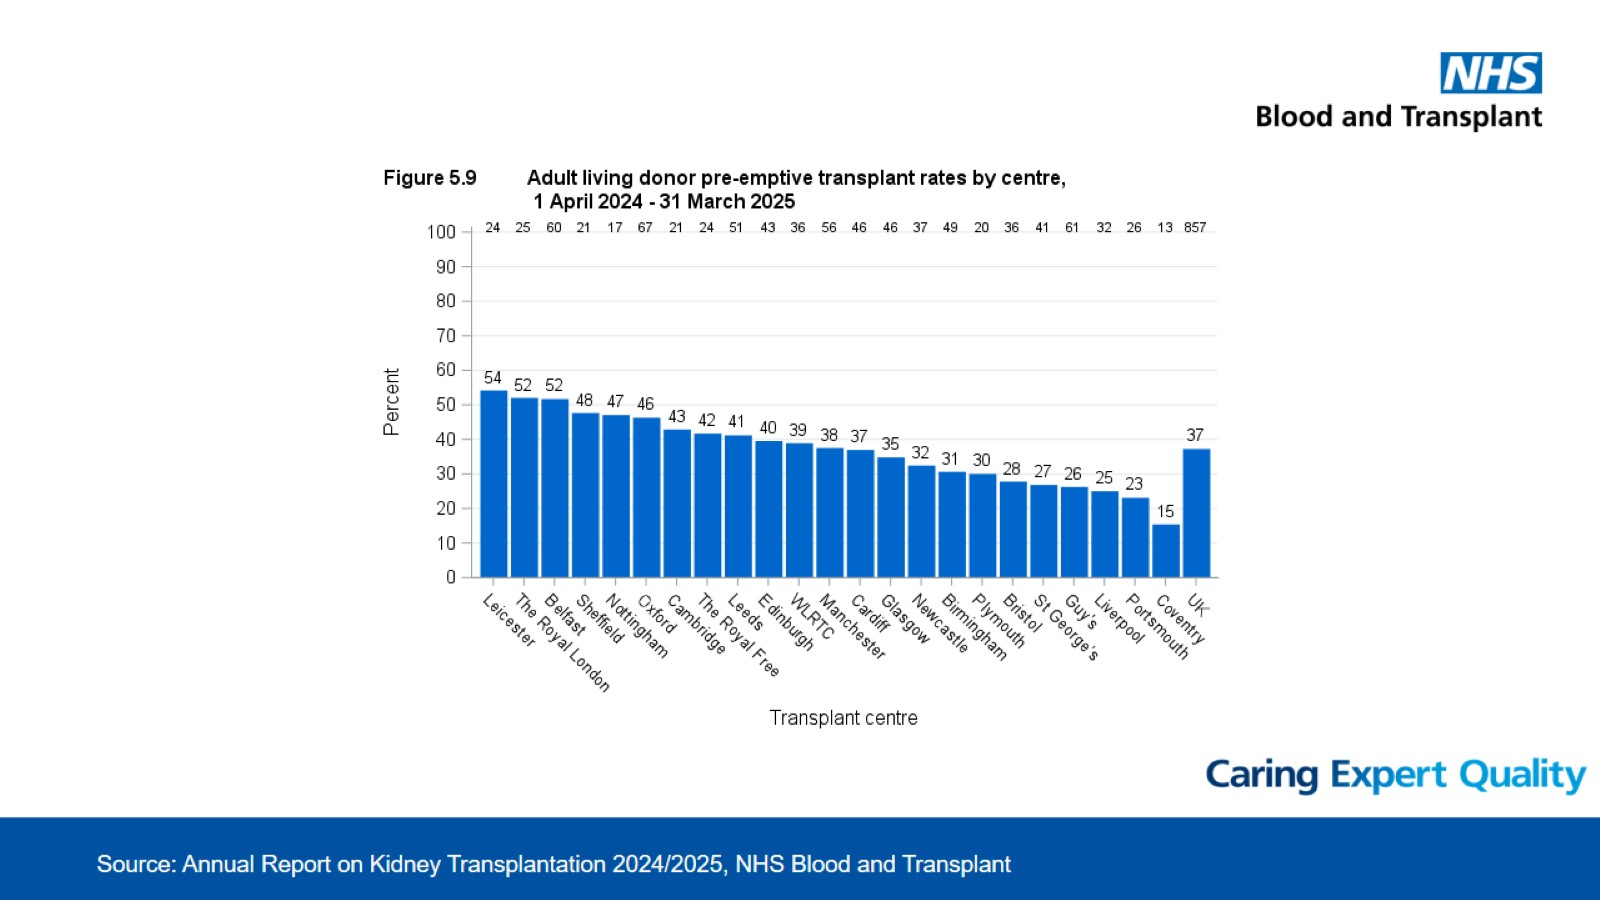 NHS
Blood and Transplant
Figure 5.9 Adult living donor pre-emptive transplant rates by centre,
1 April 2024 - 31 March 2025
24 25 60 21 17 67 21 24 51 43 36 56 46 46 37 49 20 36 41 61 32 26 13 857
100
90
80
70
60
50
40
30
20
10
0
Percent
54 52 52 48 47 46 43 42 41 40 39 38 37 35 32 31 30 28 27 26 25 23 15 37
Leicester
The Royal London
Belfast
Sheffield
Nottingham
Oxford
Cambridge
The Royal Free
Leeds
Edinburgh
WLRTC
Manchester
Cardiff
Glasgow
Newcastle
Birmingham
Plymouth
Bristol
St George's
Guy's
Liverpool
Portsmouth
Coventry
UK
Transplant centre
Caring Expert Quality
Source: Annual Report on Kidney Transplantation 2024/2025, NHS Blood and Transplant